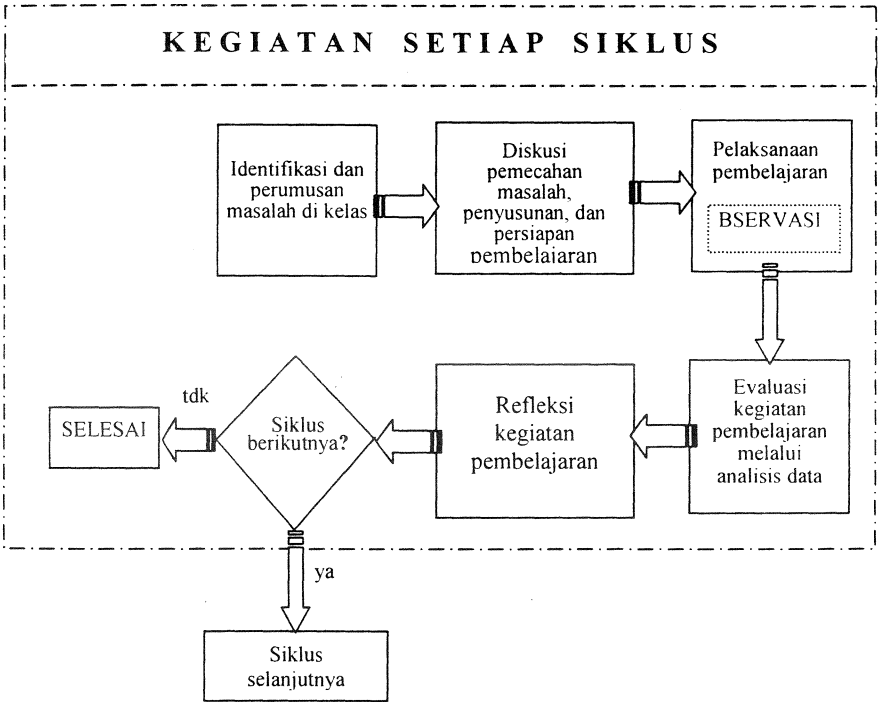 KEGIATAN SETIAP SIKLUS
Identifikasi dan
perumusan
masalah di kelas
Diskusi
pemecahan
masalah,
penyusunan, dan
persiapan
pembelajaran
Pelaksanaan
pembelajaran
BSERVASI
Evaluasi
kegiatan
pembelajaran
melalui
analisis data
Refleksi
kegiatan
pembelajaran
Siklus
berikutnya?
tdk
SELESAI
ya
Siklus
selanjutnya